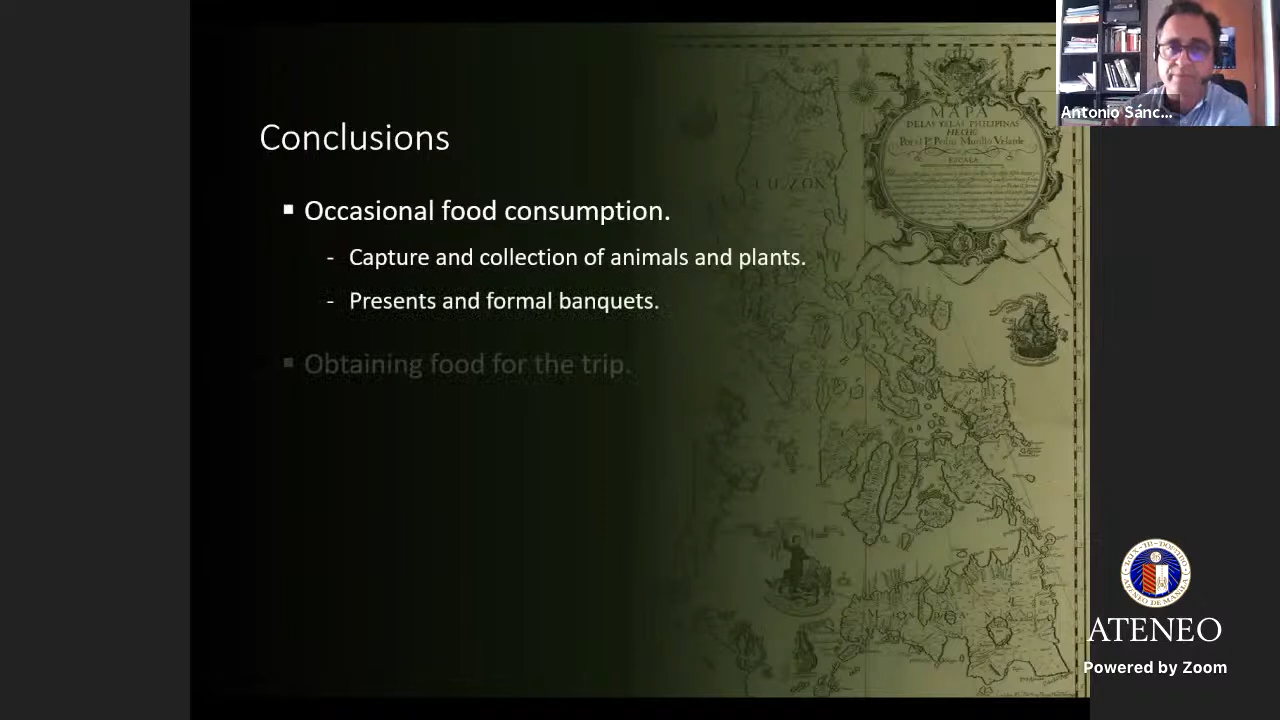 Conclusions
▪ Occasional food consumption.
- Capture and collection of animals and plants.
- Presents and formal banquets.
▪ Obtaining food for the trip.
MAPA
DE LAS YSLAS PHILIPINAS
HECHO
Por el P. Pedro Murillo Velarde
ESCALA
LUZON
Antonio Sánc...
ATENEO
Powered by Zoom